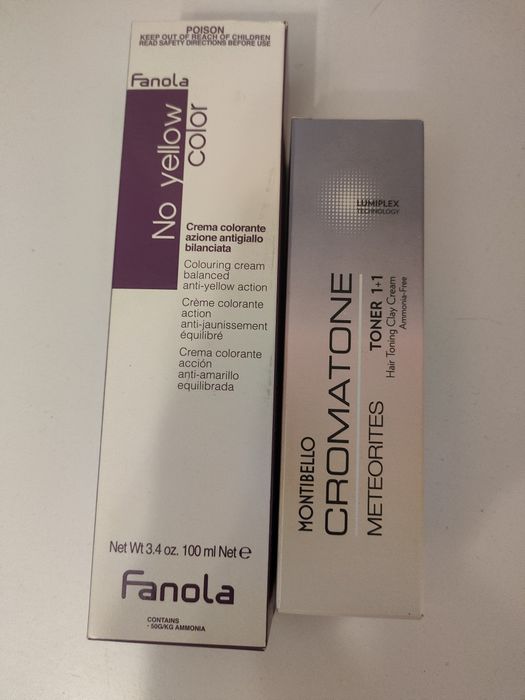 POISON
KEEP OUT OF REACH OF CHILDREN
READ SAFETY DIRECTIONS BEFORE USE
Fanola
No yellow
color
Crema colorante
azione antigiallo
bilanciata
Colouring cream
balanced
anti-yellow action
Crème colorante
action
anti-jaunissement
équilibré
Crema colorante
acción
anti-amarillo
equilibrada
Net Wt 3.4 oz. 100 ml Net e
Fanola
CONTAINS
- 50G/KG AMMONIA
LUMIPLEX
TECHNOLOGY
MONTIBELLO
CROMATONE
METEORITES
TONER 1+1
Hair Toning Clay Cream
Ammonia-Free